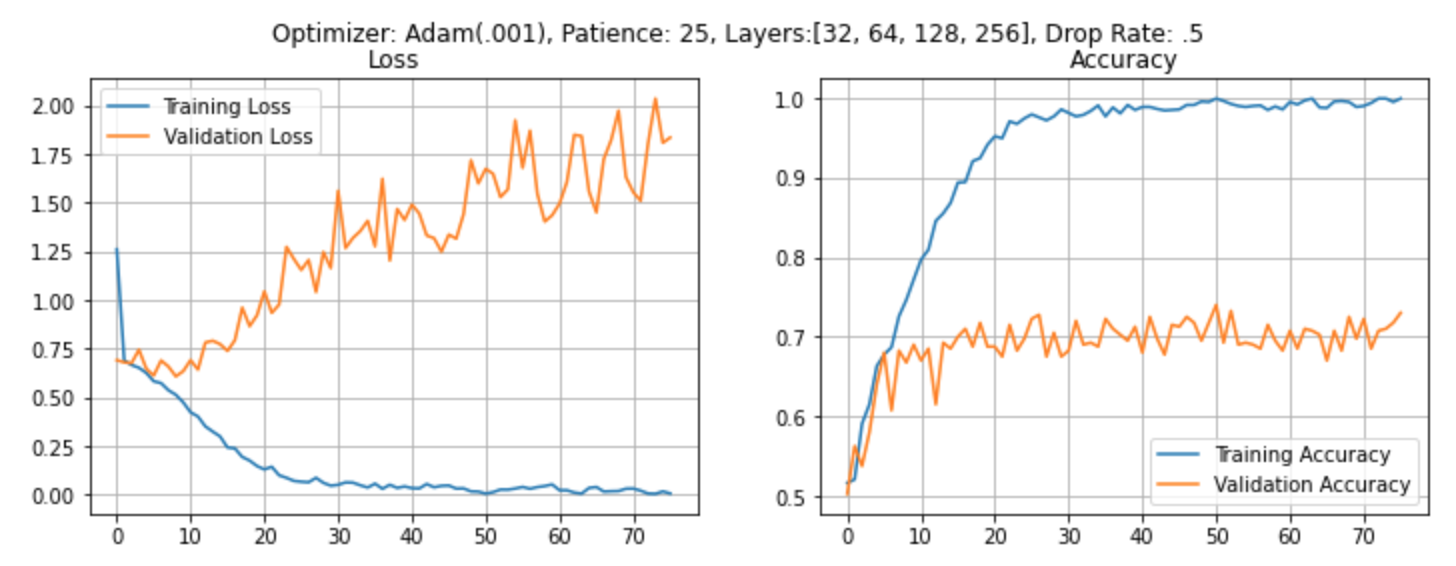 Optimizer: Adam(.001), Patience: 25, Layers:[32, 64, 128, 256], Drop Rate: .5
Loss
Training Loss
Validation Loss
2.00
1.75
1.50
1.25
1.00
0.75
0.50
0.25
0.00
0 10 20 30 40 50 60 70
Accuracy
1.0
0.9
0.8
0.7
0.6
0.5
Training Accuracy
Validation Accuracy
0 10 20 30 40 50 60 70